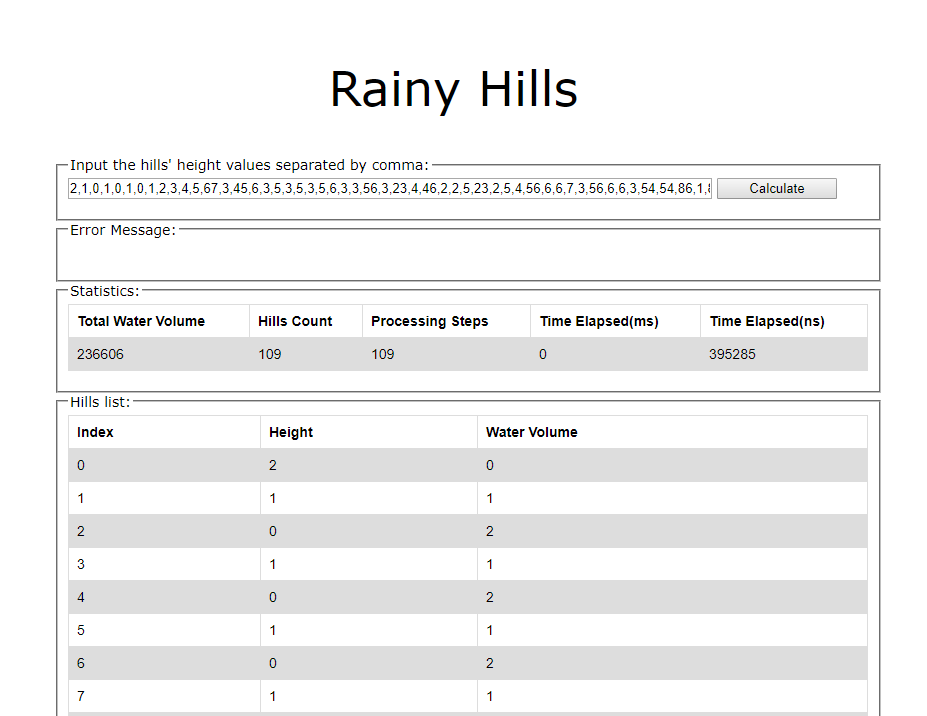 Rainy Hills
Input the hills' height values separated by comma:
2,1,0,1,0,1,0,1,2,3,4,5,67,3,45,6,3,5,3,5,3,5,6,3,3,56,3,23,4,46,2,2,5,23,2,5,4,56,6,6,7,3,56,6,6,3,54,54,86,1, Calculate
Error Message:
Statistics:
Total Water Volume Hills Count Processing Steps Time Elapsed(ms) Time Elapsed(ns)
236606 109 109 0 395285
Hills list:
Index Height Water Volume
0 2 0
1 1 1
2 0 2
3 1 1
4 0 2
5 1 1
6 0 2
7 1 1